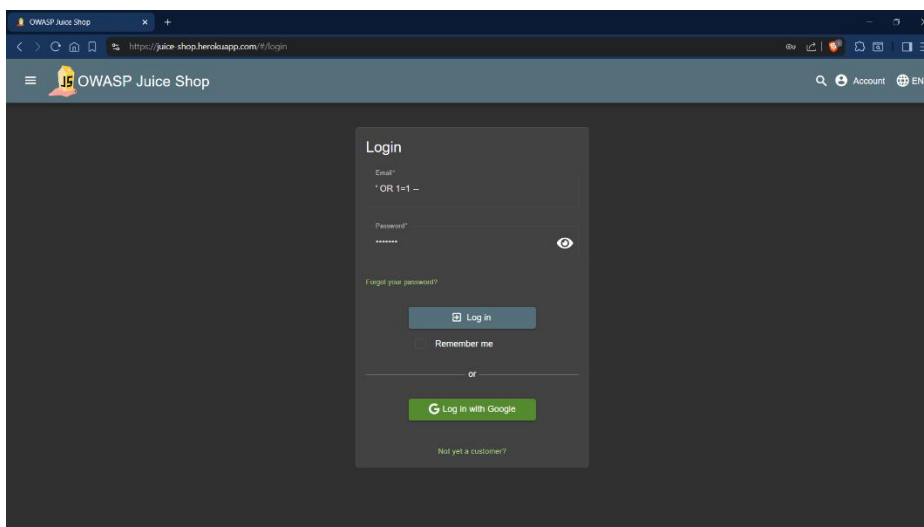 OWASP Juice Shop
https://juice-shop.herokuapp.com/#/login
OWASP Juice Shop
Account
EN
Login
Email*
' OR 1=1 --
Password*
•••••••
Forgot your password?
Log in
Remember me
or
Log in with Google
Not yet a customer?